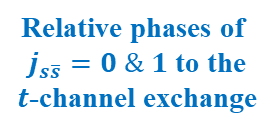 Relative phases of
j_{ss̄} = 0 & 1 to the
t-channel exchange